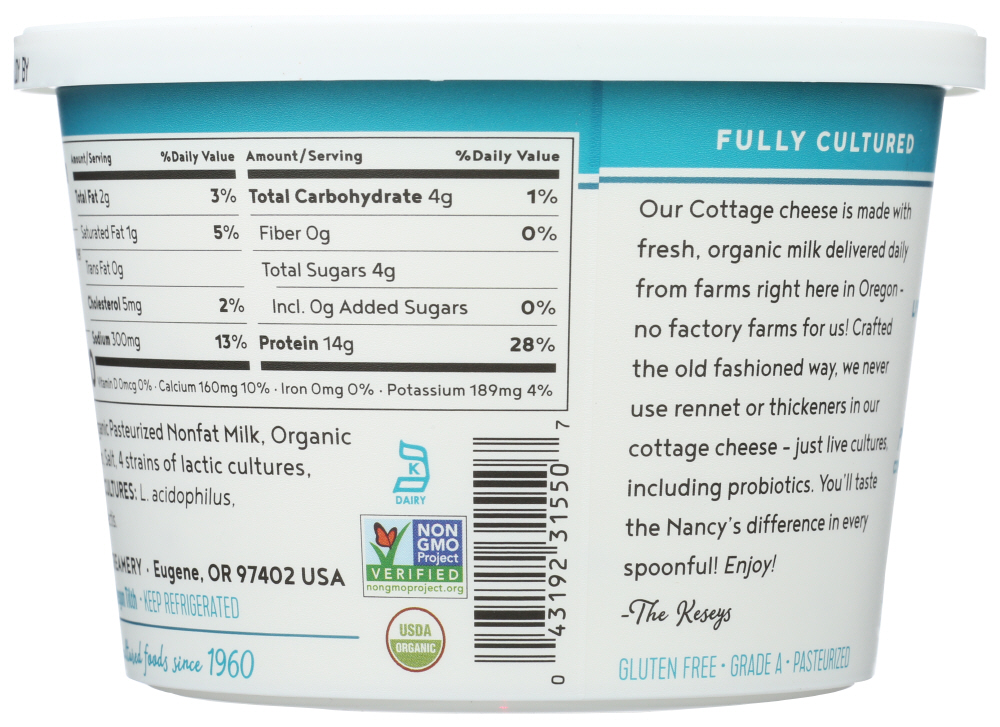 DY BY
Amount/Serving %Daily Value Amount/Serving %Daily Value
Total Fat 2g 3% Total Carbohydrate 4g 1%
Saturated Fat 1g 5% Fiber 0g 0%
Trans Fat 0g Total Sugars 4g
Cholesterol 5mg 2% Incl. 0g Added Sugars 0%
Sodium 300mg 13% Protein 14g 28%
Vitamin D 0mcg 0% · Calcium 160mg 10% · Iron 0mg 0% · Potassium 189mg 4%
Pasteurized Nonfat Milk, Organic
Salt, 4 strains of lactic cultures,
L. acidophilus,
K
DAIRY
NON
GMO
Project
VERIFIED
nongmoproject.org
Eugene, OR 97402 USA
Tilth · KEEP REFRIGERATED
foods since 1960
USDA
ORGANIC
0 43192 31550 7
FULLY CULTURED
Our Cottage cheese is made with
fresh, organic milk delivered daily
from farms right here in Oregon -
no factory farms for us! Crafted
the old fashioned way, we never
use rennet or thickeners in our
cottage cheese - just live cultures,
including probiotics. You'll taste
the Nancy's difference in every
spoonful! Enjoy!
-The Keseys
GLUTEN FREE · GRADE A · PASTEURIZED